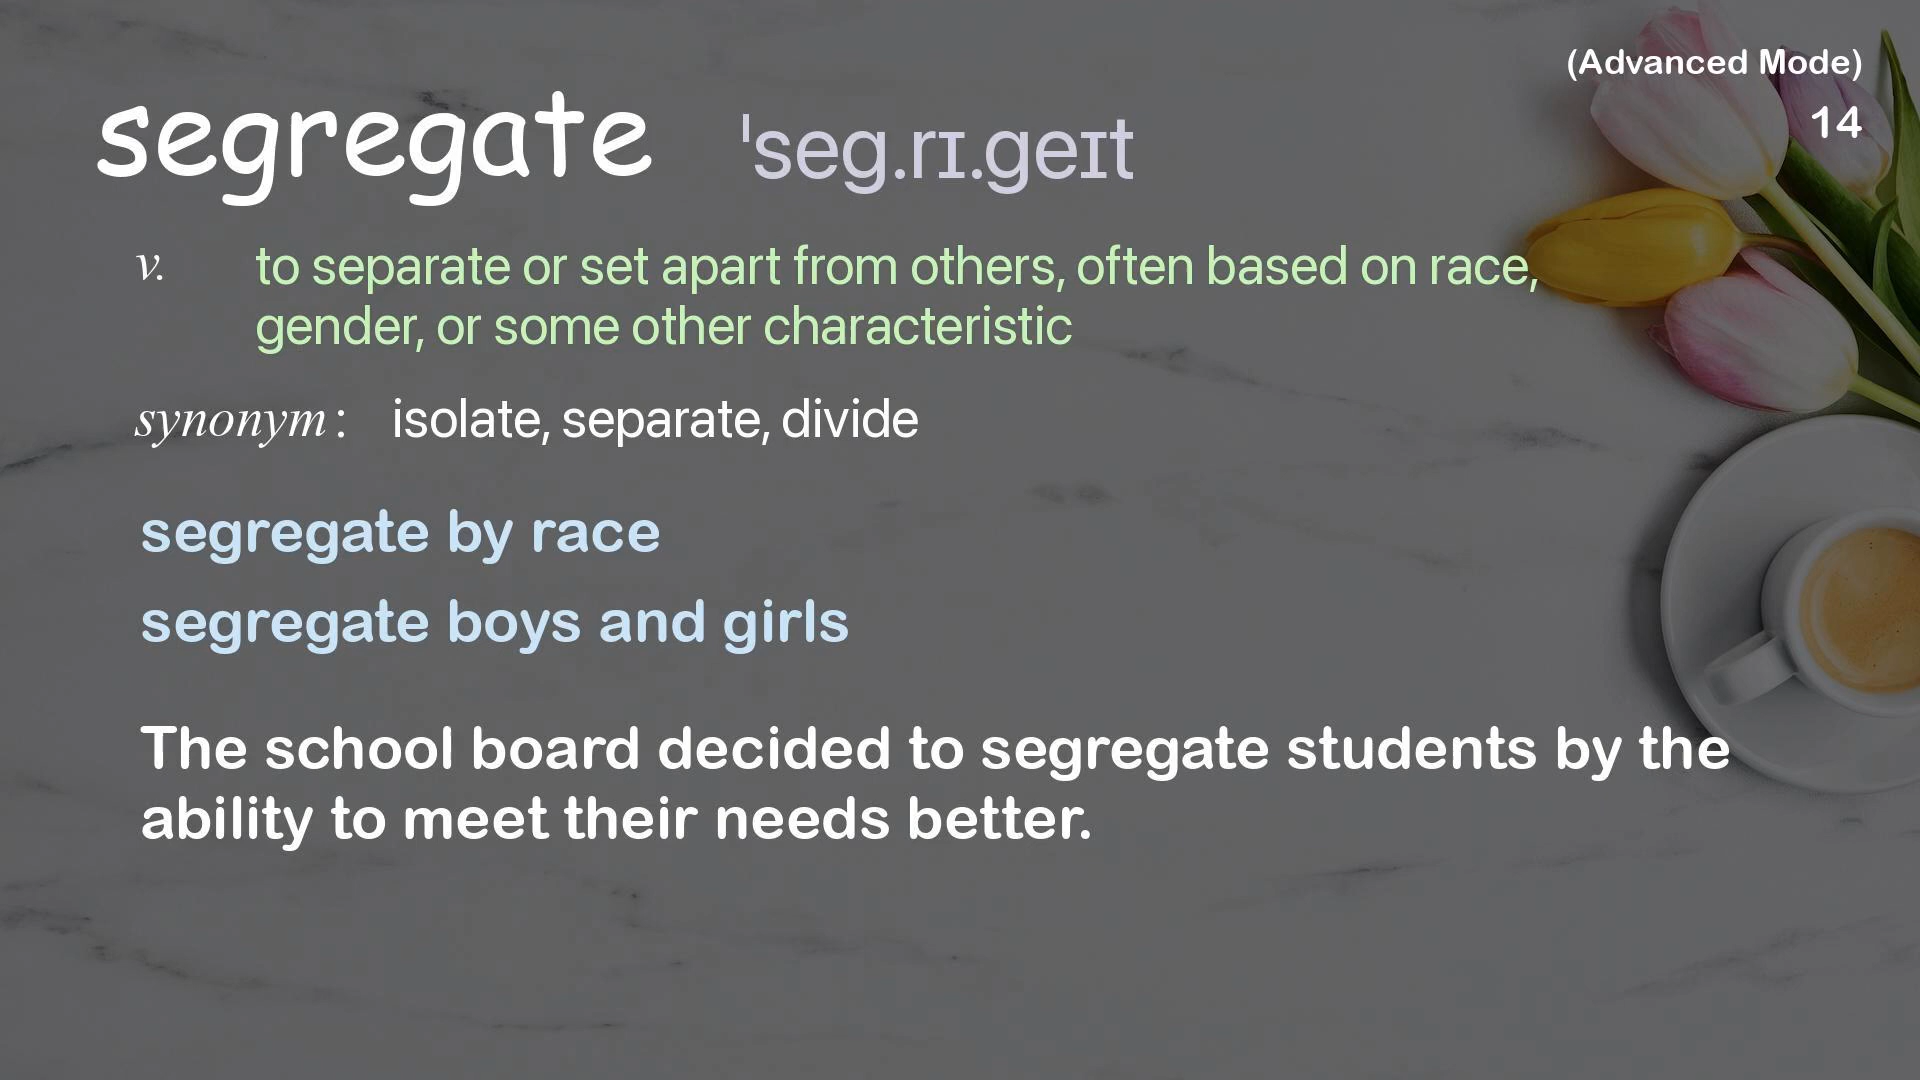 (Advanced Mode)
14
segregate ˈseg.rɪ.geɪt
v. to separate or set apart from others, often based on race,
gender, or some other characteristic
synonym : isolate, separate, divide
segregate by race
segregate boys and girls
The school board decided to segregate students by the
ability to meet their needs better.